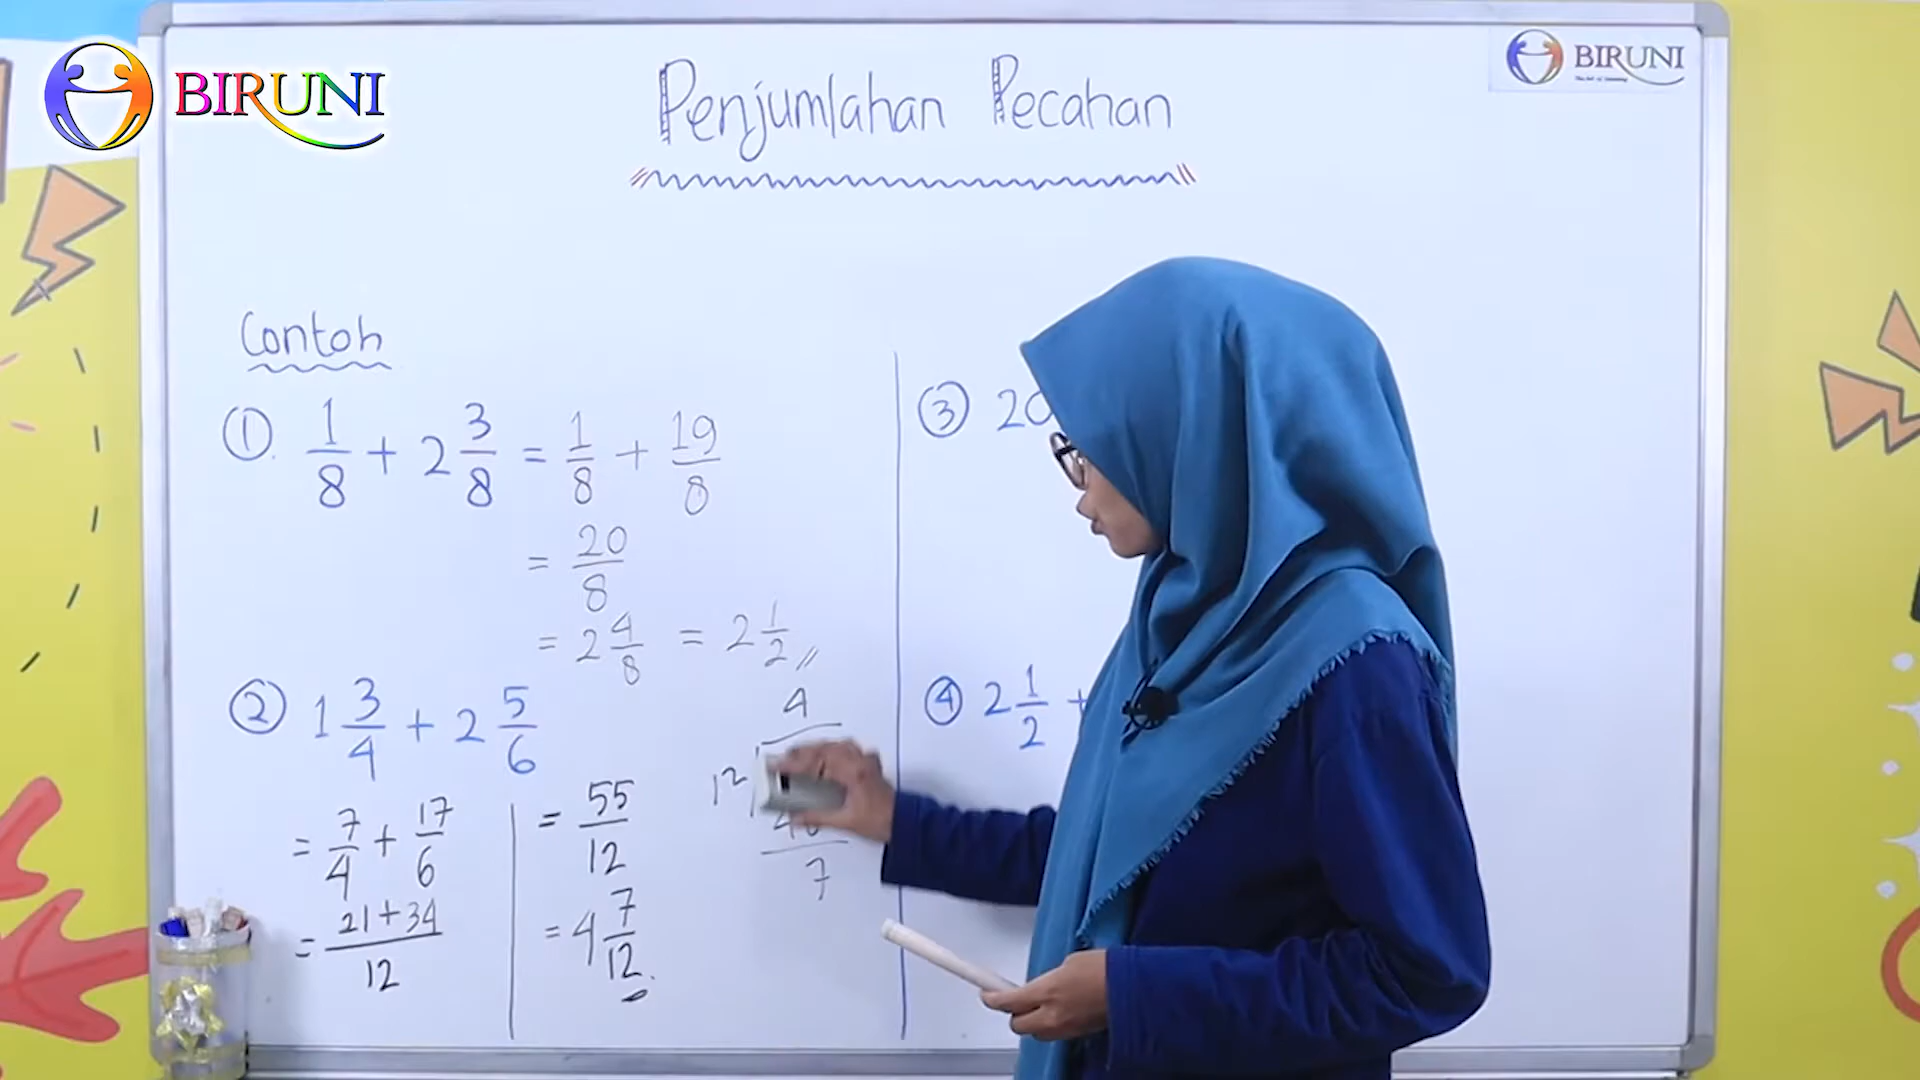 BIRUNI
BIRUNI
Penjumlahan Pecahan
Contoh
① 1/8 + 2 3/8 = 1/8 + 19/8
= 20/8
= 2 4/8 = 2 1/2 //
② 1 3/4 + 2 5/6
= 7/4 + 17/6
= 21+34/12
= 55/12
= 4 7/12
4
12
48
7
③ 20
④ 2 1/2 +